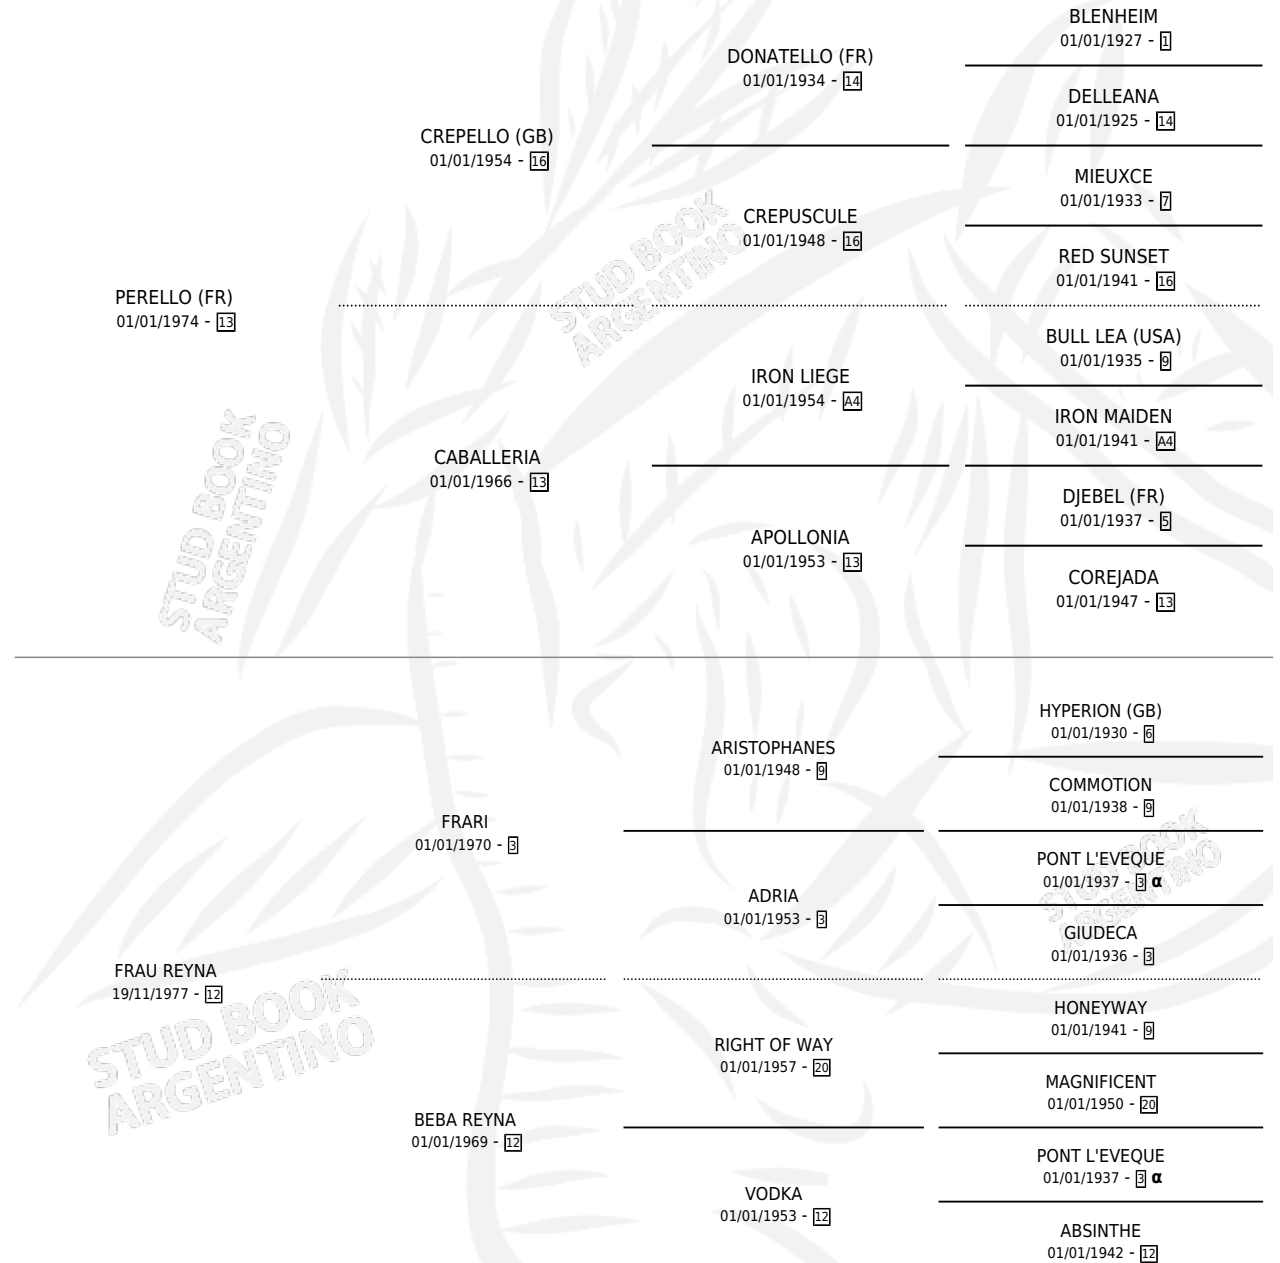 BLENHEIM
01/01/1927 - 1
DONATELLO (FR)
01/01/1934 - 14
DELLEANA
01/01/1925 - 14
CREPELLO (GB)
01/01/1954 - 16
MIEUXCE
01/01/1933 - 7
CREPUSCULE
01/01/1948 - 16
RED SUNSET
01/01/1941 - 16
STUD BOOK
ARGENTINO
PERELLO (FR)
01/01/1974 - 13
BULL LEA (USA)
01/01/1935 - 9
IRON LIEGE
01/01/1954 - A4
IRON MAIDEN
01/01/1941 - A4
CABALLERIA
01/01/1966 - 13
DJEBEL (FR)
01/01/1937 - 5
APOLLONIA
01/01/1953 - 13
COREJADA
01/01/1947 - 13
STUD BOOK
ARGENTINO
HYPERION (GB)
01/01/1930 - 6
ARISTOPHANES
01/01/1948 - 9
COMMOTION
01/01/1938 - 9
FRARI
01/01/1970 - 3
PONT L'EVEQUE
01/01/1937 - 3 α
ADRIA
01/01/1953 - 3
GIUDECA
01/01/1936 - 3
STUD BOOK
ARGENTINO
FRAU REYNA
19/11/1977 - 12
HONEYWAY
01/01/1941 - 9
RIGHT OF WAY
01/01/1957 - 20
MAGNIFICENT
01/01/1950 - 20
STUD BOOK
ARGENTINO
BEBA REYNA
01/01/1969 - 12
PONT L'EVEQUE
01/01/1937 - 3 α
VODKA
01/01/1953 - 12
ABSINTHE
01/01/1942 - 12